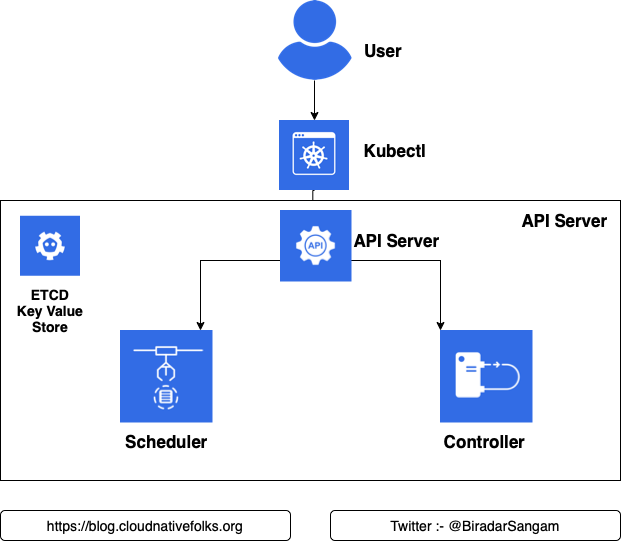 User
Kubectl
API Server
API
API Server
ETCD
Key Value
Store
Scheduler
Controller
https://blog.cloudnativefolks.org
Twitter :- @BiradarSangam